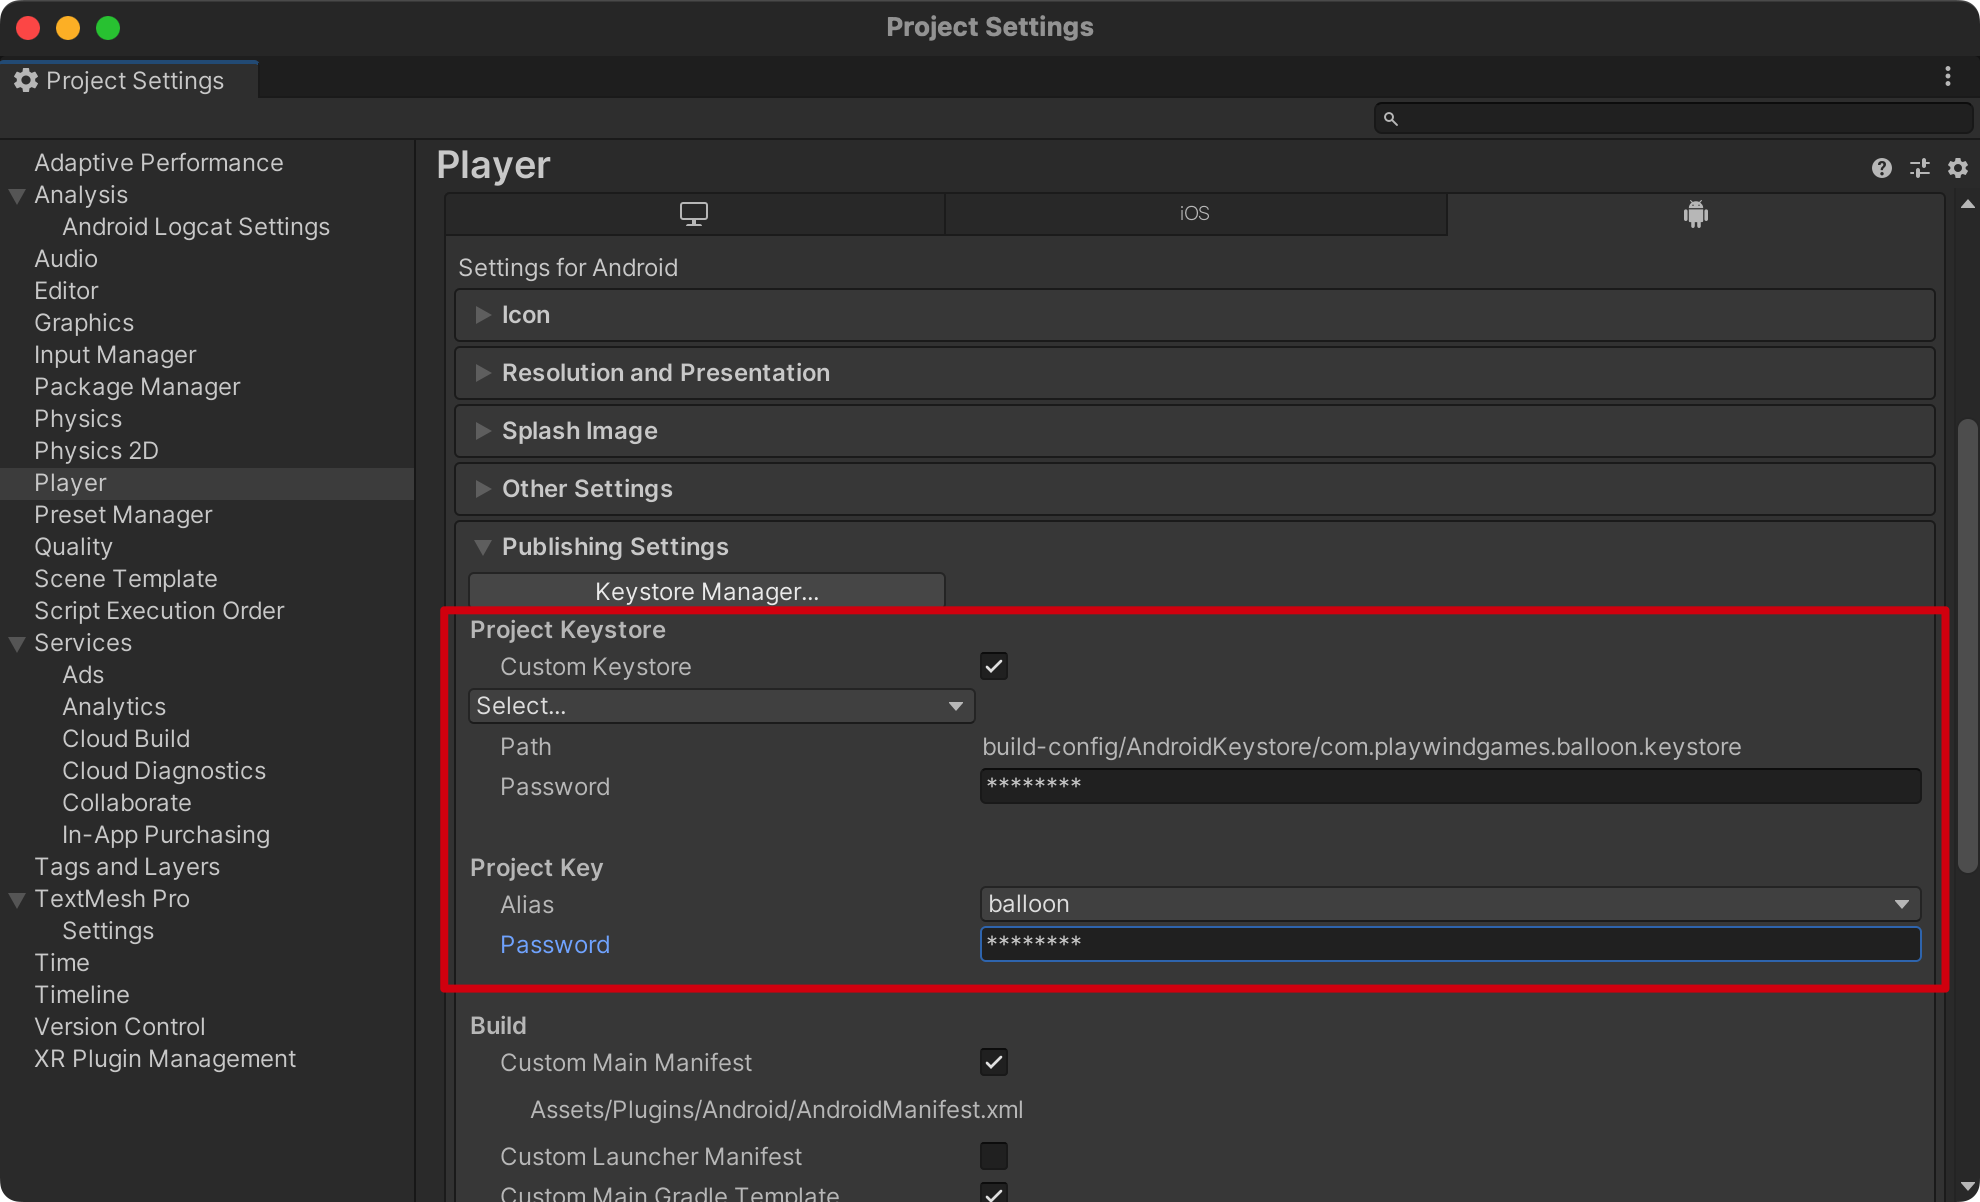 Project Settings
Project Settings
Adaptive Performance
Analysis
Android Logcat Settings
Audio
Editor
Graphics
Input Manager
Package Manager
Physics
Physics 2D
Player
Preset Manager
Quality
Scene Template
Script Execution Order
Services
Ads
Analytics
Cloud Build
Cloud Diagnostics
Collaborate
In-App Purchasing
Tags and Layers
TextMesh Pro
Settings
Time
Timeline
Version Control
XR Plugin Management
Player
iOS
Settings for Android
Icon
Resolution and Presentation
Splash Image
Other Settings
Publishing Settings
Keystore Manager...
Project Keystore
Custom Keystore
Select...
Path build-config/AndroidKeystore/com.playwindgames.balloon.keystore
Password ********
Project Key
Alias balloon
Password ********
Build
Custom Main Manifest
Assets/Plugins/Android/AndroidManifest.xml
Custom Launcher Manifest
Custom Main Gradle Template